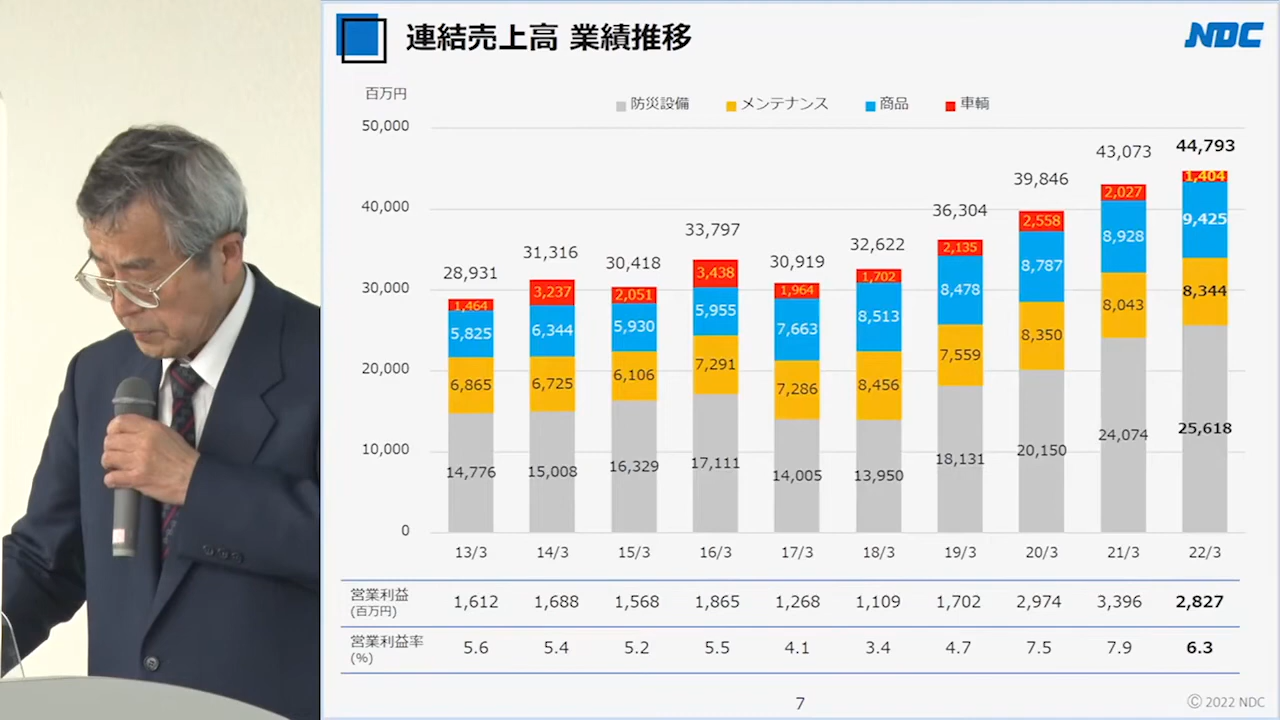 連結売上高 業績推移
NDC
百万円
防災設備 メンテナンス 商品 車輌
50,000
40,000
30,000
20,000
10,000
0
28,931 31,316 30,418 33,797 30,919 32,622 36,304 39,846 43,073 44,793
1,464 3,237 2,051 3,438 1,964 1,702 2,135 2,558 2,027 1,404
5,825 6,344 5,930 5,955 7,663 8,513 8,478 8,787 8,928 9,425
6,865 6,725 6,106 7,291 7,286 8,456 7,559 8,350 8,043 8,344
14,776 15,008 16,329 17,111 14,005 13,950 18,131 20,150 24,074 25,618
13/3 14/3 15/3 16/3 17/3 18/3 19/3 20/3 21/3 22/3
営業利益
(百万円)
1,612 1,688 1,568 1,865 1,268 1,109 1,702 2,974 3,396 2,827
営業利益率
(%)
5.6 5.4 5.2 5.5 4.1 3.4 4.7 7.5 7.9 6.3
7
Ⓒ 2022 NDC